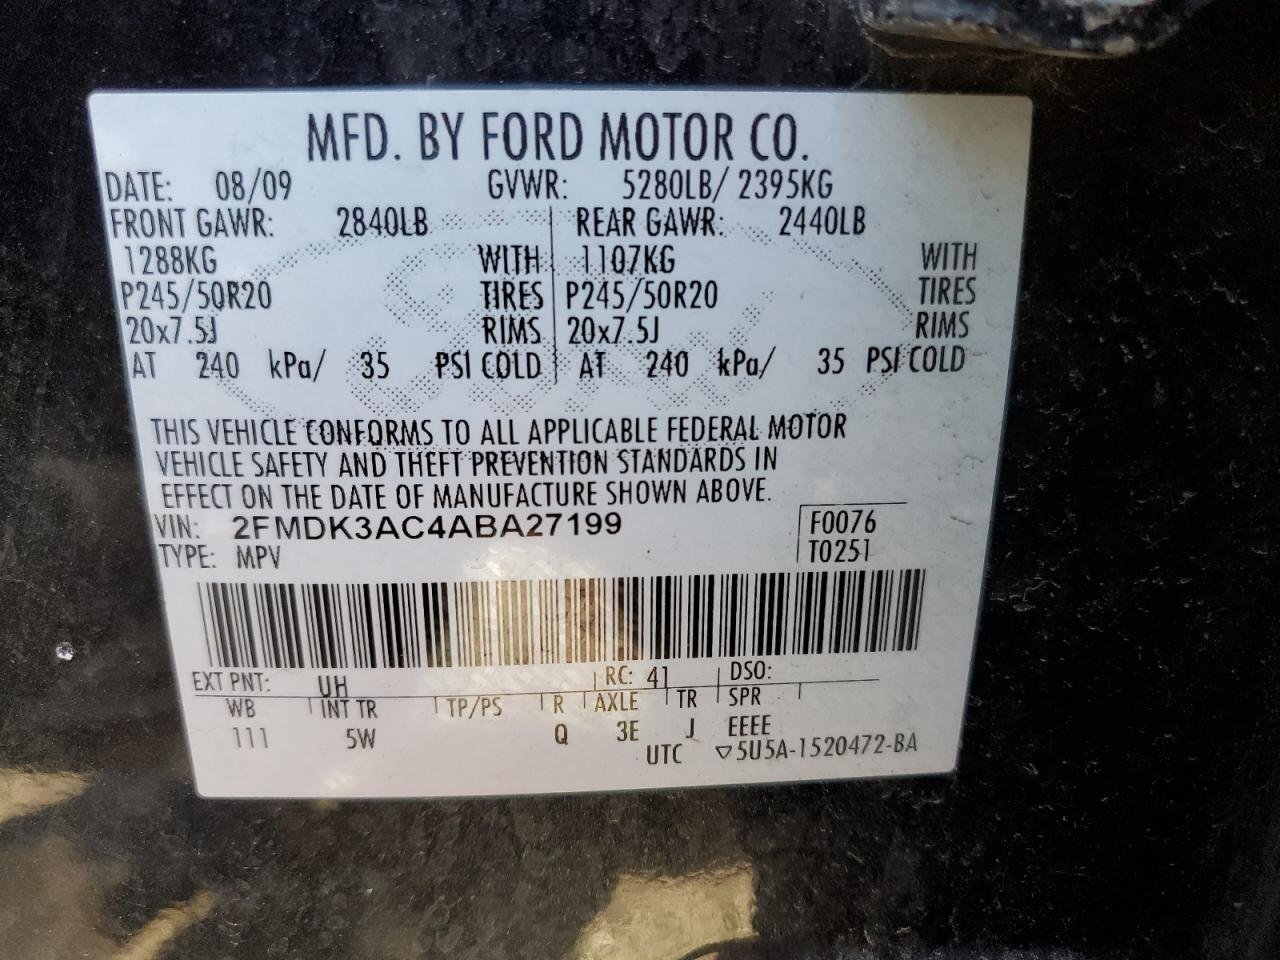 MFD. BY FORD MOTOR CO.
DATE: 08/09 GVWR: 5280LB/ 2395KG
FRONT GAWR: 2840LB REAR GAWR: 2440LB
1288KG WITH 1107KG WITH
P245/50R20 TIRES P245/50R20 TIRES
20x7.5J RIMS 20x7.5J RIMS
AT 240 kPa/ 35 PSI COLD AT 240 kPa/ 35 PSI COLD
THIS VEHICLE CONFORMS TO ALL APPLICABLE FEDERAL MOTOR
VEHICLE SAFETY AND THEFT PREVENTION STANDARDS IN
EFFECT ON THE DATE OF MANUFACTURE SHOWN ABOVE.
VIN: 2FMDK3AC4ABA27199 F0076
TYPE: MPV T0251
EXT PNT: UH RC: 41 DSO:
WB INT TR TP/PS R AXLE TR SPR
111 5W Q 3E J EEEE
UTC ▽5U5A-1520472-BA